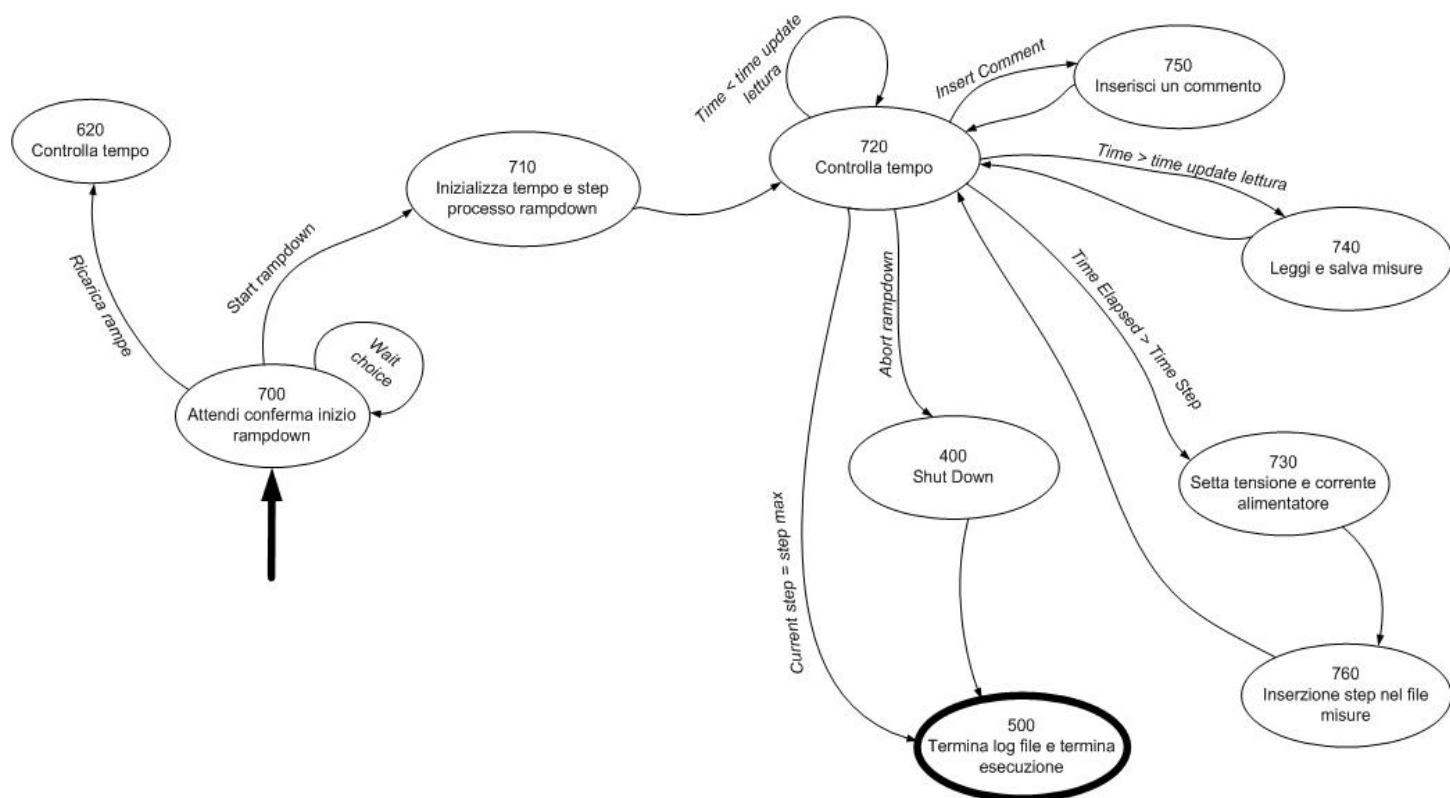 Time < time update
lettura
Insert Comment
750
Inserisci un commento
620
Controlla tempo
710
Inizializza tempo e step
processo rampdown
720
Controlla tempo
Time > time update lettura
740
Leggi e salva misure
Ricarica rampe
Start rampdown
Wait
choice
700
Attendi conferma inizio
rampdown
Abort rampdown
Time Elapsed > Time Step
Current step = step max
400
Shut Down
730
Setta tensione e corrente
alimentatore
760
Inserzione step nel file
misure
500
Termina log file e termina
esecuzione